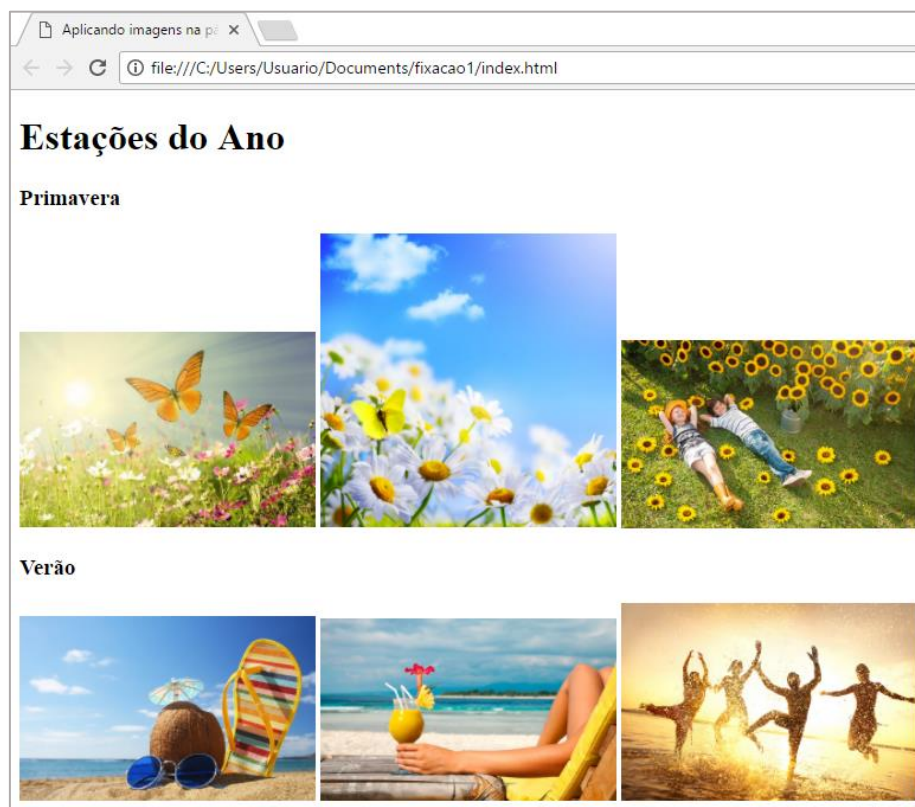 Aplicando imagens na pá
file:///C:/Users/Usuario/Documents/fixacao1/index.html
Estações do Ano
Primavera
Verão